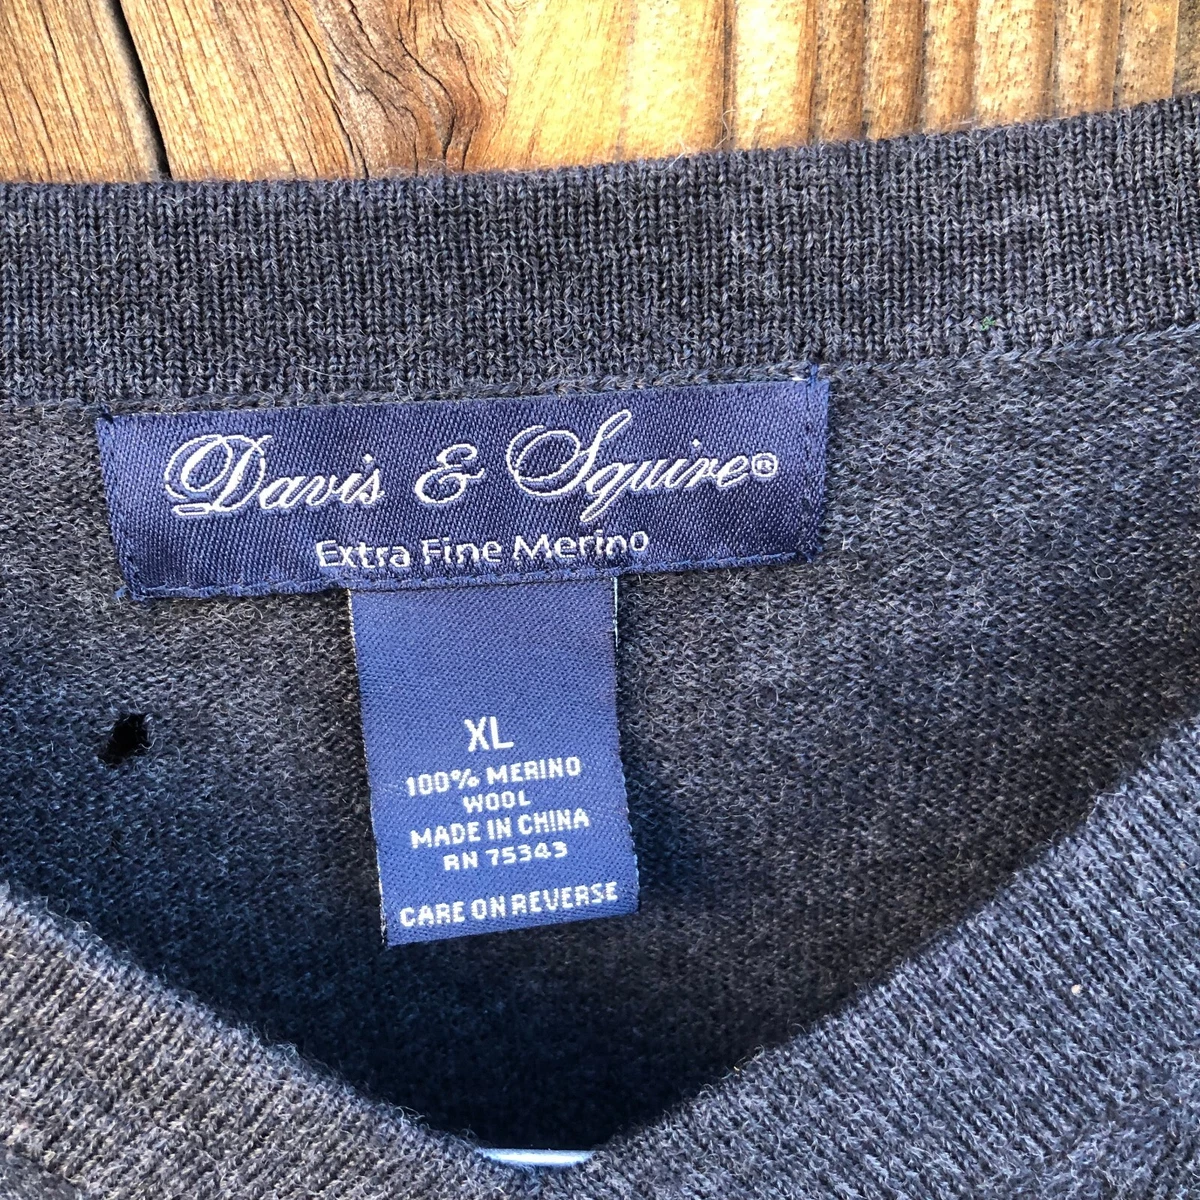 Davis & Squire®
Extra Fine Merino
XL
100% MERINO
WOOL
MADE IN CHINA
RN 75343
CARE ON REVERSE